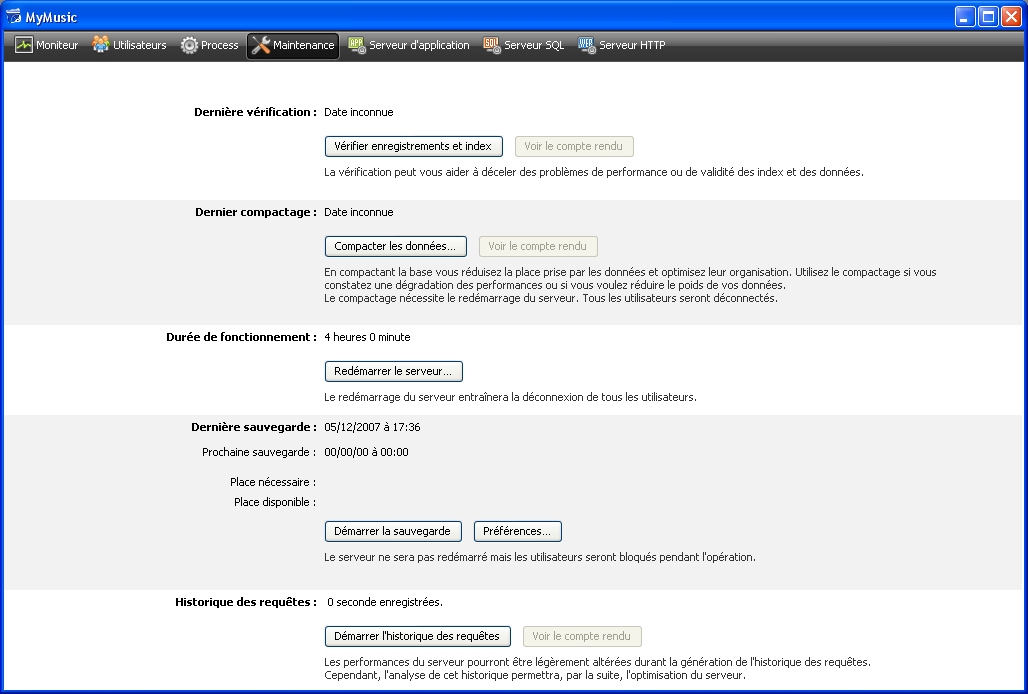 MyMusic
Moniteur Utilisateurs Process Maintenance Serveur d'application Serveur SQL Serveur HTTP
Dernière vérification : Date inconnue
Vérifier enregistrements et index Voir le compte rendu
La vérification peut vous aider à déceler des problèmes de performance ou de validité des index et des données.
Dernier compactage : Date inconnue
Compacter les données... Voir le compte rendu
En compactant la base vous réduisez la place prise par les données et optimisez leur organisation. Utilisez le compactage si vous
constatez une dégradation des performances ou si vous voulez réduire le poids de vos données.
Le compactage nécessite le redémarrage du serveur. Tous les utilisateurs seront déconnectés.
Durée de fonctionnement : 4 heures 0 minute
Redémarrer le serveur...
Le redémarrage du serveur entraînera la déconnexion de tous les utilisateurs.
Dernière sauvegarde : 05/12/2007 à 17:36
Prochaine sauvegarde : 00/00/00 à 00:00
Place nécessaire :
Place disponible :
Démarrer la sauvegarde Préférences...
Le serveur ne sera pas redémarré mais les utilisateurs seront bloqués pendant l'opération.
Historique des requêtes : 0 seconde enregistrées.
Démarrer l'historique des requêtes Voir le compte rendu
Les performances du serveur pourront être légèrement altérées durant la génération de l'historique des requêtes.
Cependant, l'analyse de cet historique permettra, par la suite, l'optimisation du serveur.